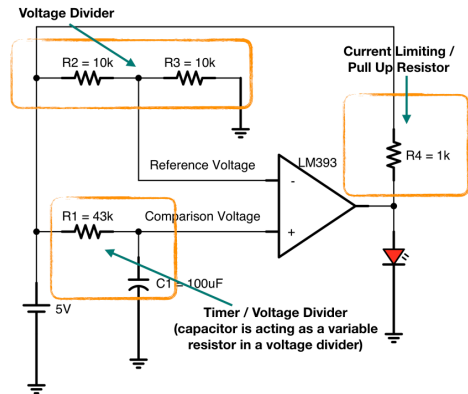 Voltage Divider
R2 = 10k
R3 = 10k
Current Limiting /
Pull Up Resistor
Reference Voltage
LM393
R4 = 1k
-
R1 = 43k
Comparison Voltage
+
C1 = 100uF
5V
Timer / Voltage Divider
(capacitor is acting as a variable
resistor in a voltage divider)